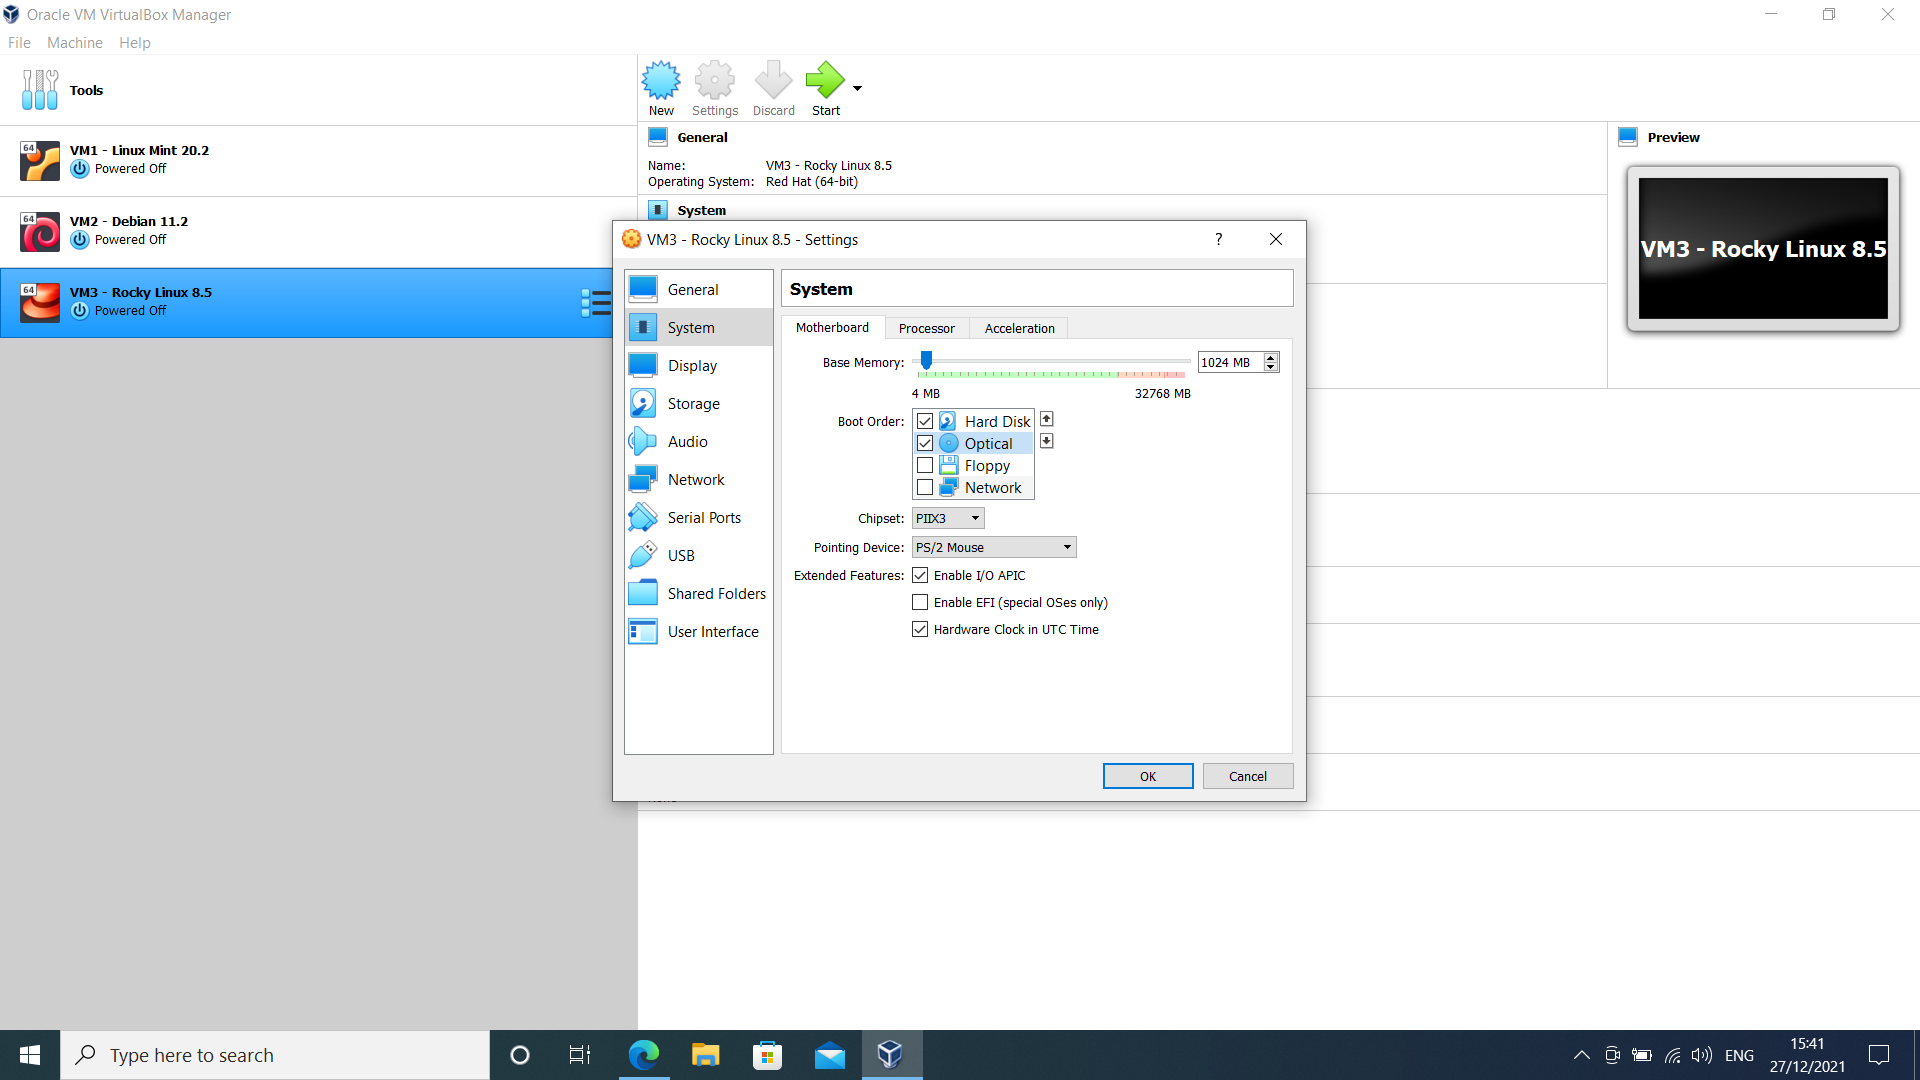 Oracle VM VirtualBox Manager
File Machine Help
Tools
New Settings Discard Start
64 VM1 - Linux Mint 20.2
Powered Off
64 VM2 - Debian 11.2
Powered Off
64 VM3 - Rocky Linux 8.5
Powered Off
General
Name: VM3 - Rocky Linux 8.5
Operating System: Red Hat (64-bit)
System
Preview
VM3 - Rocky Linux 8.5
VM3 - Rocky Linux 8.5 - Settings
?
General
System
Display
Storage
Audio
Network
Serial Ports
USB
Shared Folders
User Interface
System
Motherboard Processor Acceleration
Base Memory: 1024 MB
4 MB 32768 MB
Boot Order: Hard Disk
Optical
Floppy
Network
Chipset: PIIX3
Pointing Device: PS/2 Mouse
Extended Features: Enable I/O APIC
Enable EFI (special OSes only)
Hardware Clock in UTC Time
OK Cancel
Type here to search
ENG
15:41
27/12/2021